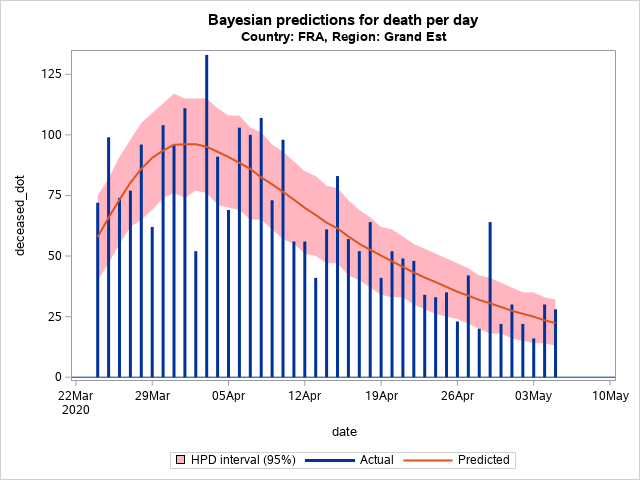 Bayesian predictions for death per day
Country: FRA, Region: Grand Est
deceased_dot
125
100
75
50
25
0
22Mar 29Mar 05Apr 12Apr 19Apr 26Apr 03May 10May
2020
date
HPD interval (95%) Actual Predicted